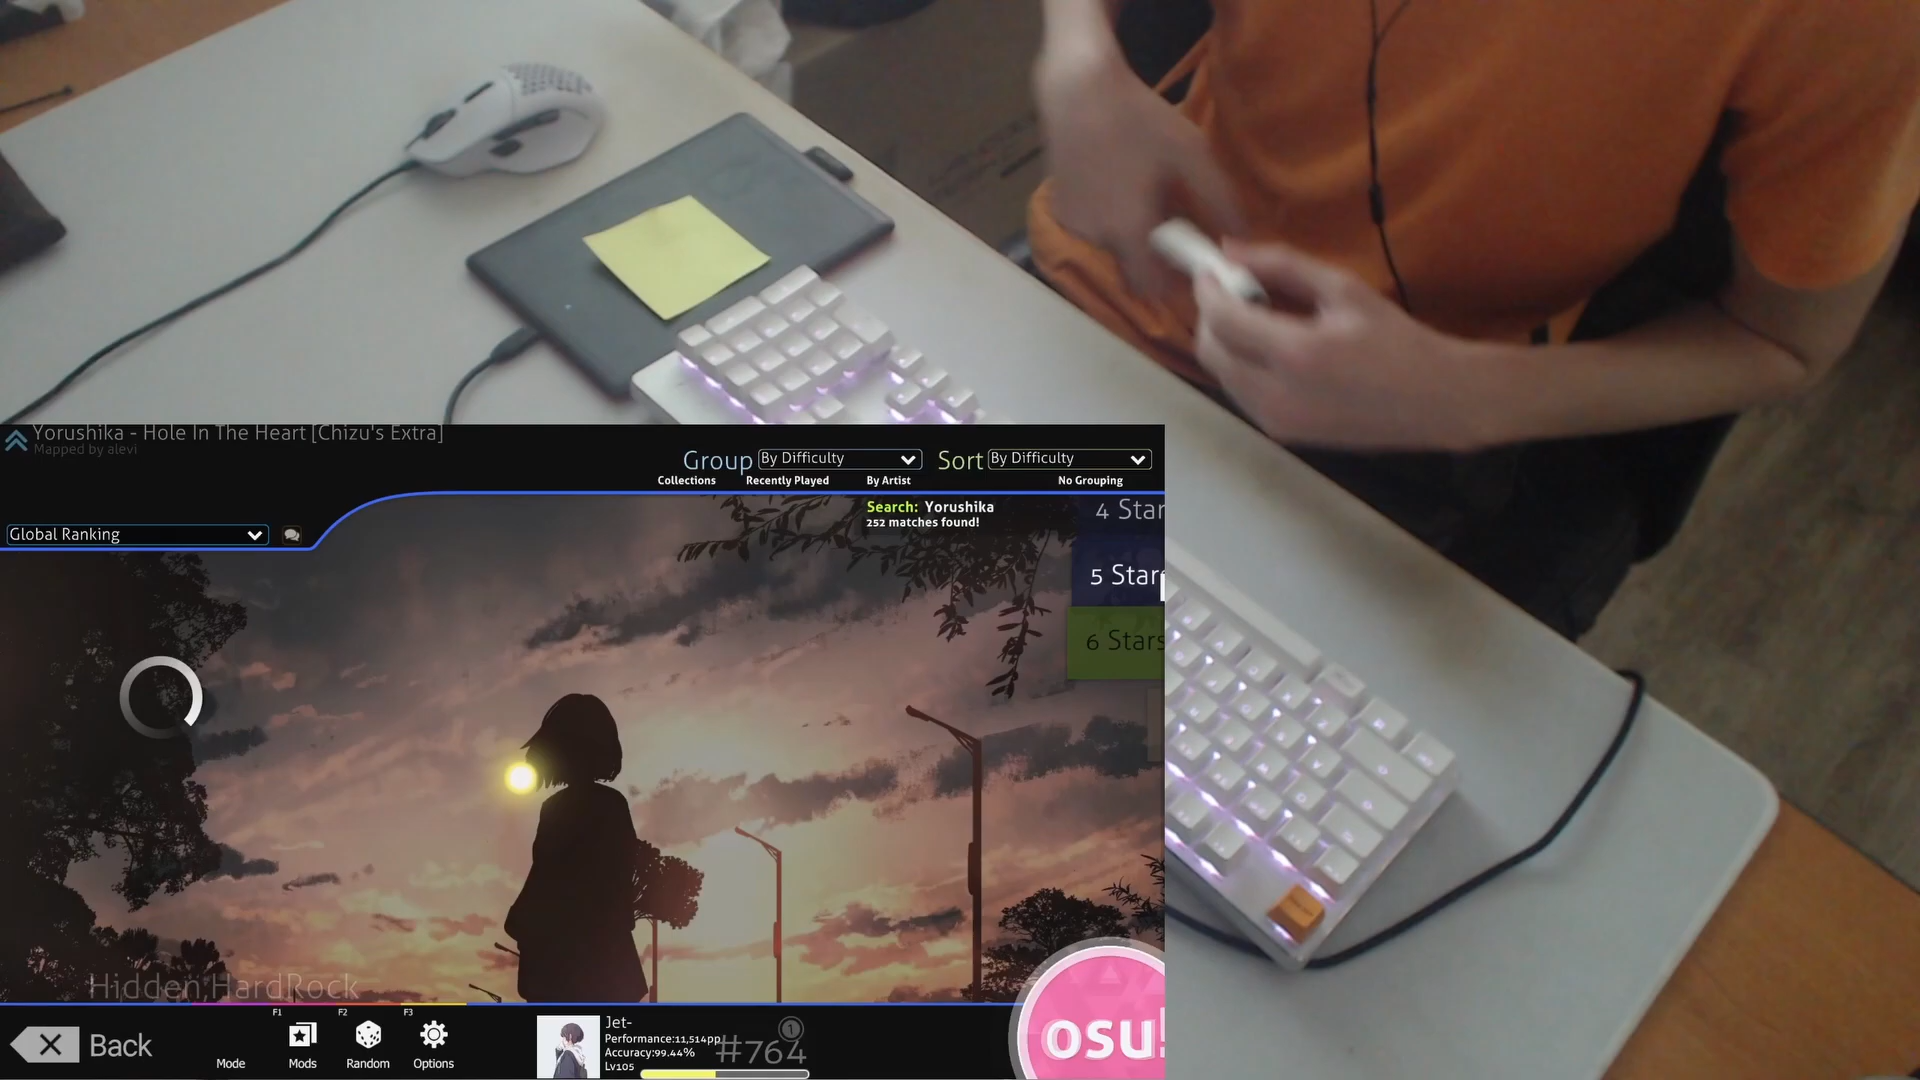 Yorushika - Hole In The Heart [Chizu's Extra]
Mapped by alevi
Group By Difficulty Sort By Difficulty
Collections Recently Played By Artist No Grouping
Search: Yorushika
252 matches found!
4 Star
Global Ranking
5 Star
6 Stars
Hidden,HardRock
F1 F2 F3
Back
Mode Mods Random Options
Jet-
Performance:11,514pp
Accuracy:99.44%
Lv105
#764
1
osu!